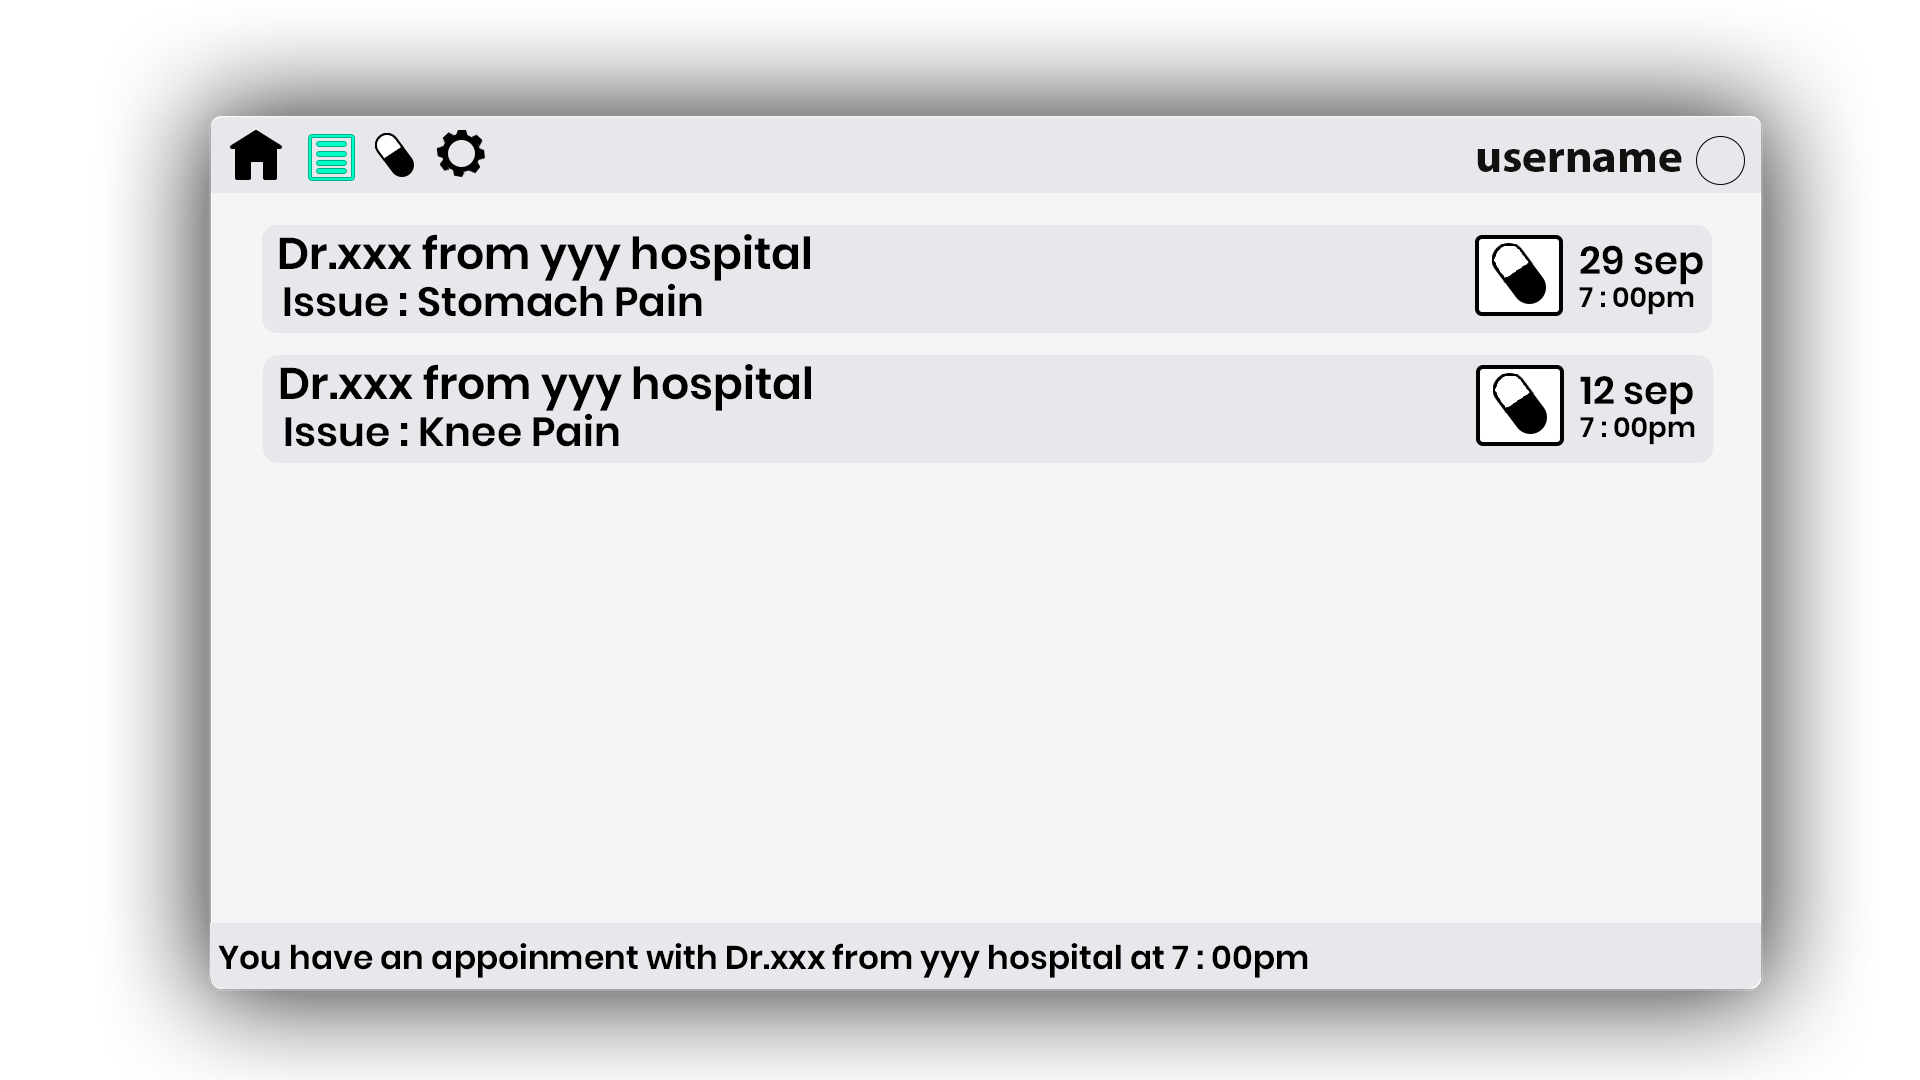 username
Dr.xxx from yyy hospital
Issue : Stomach Pain
29 sep
7 : 00pm
Dr.xxx from yyy hospital
Issue : Knee Pain
12 sep
7 : 00pm
You have an appoinment with Dr.xxx from yyy hospital at 7 : 00pm